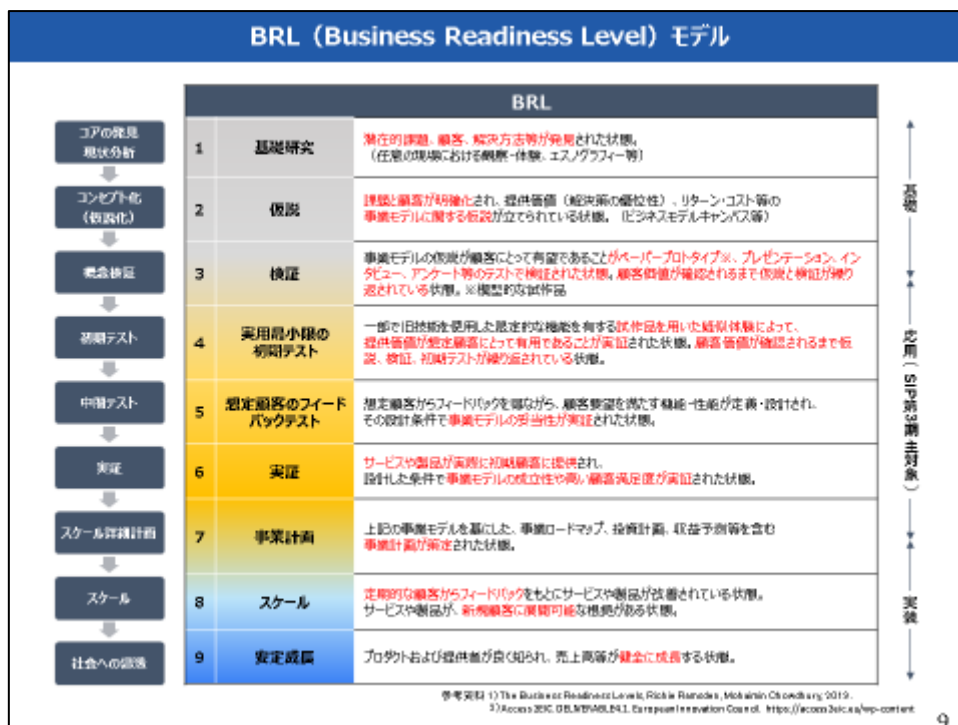 BRL（Business Readiness Level）モデル
BRL
コアの発見
現状分析
1
基礎研究
潜在的課題、顧客、解決方法等が発見された状態。
（任意の現場における観察・体験、エスノグラフィー等）
コンセプト化
（仮説化）
2
仮説
課題と顧客が明確化され、提供価値（解決策の優位性）、リターン・コスト等の
事業モデルに関する仮説が立てられている状態。（ビジネスモデルキャンバス等）
概念検証
3
検証
事業モデルの仮説が顧客にとって有望であることがペーパープロトタイプ※、プレゼンテーション、イン
タビュー、アンケート等のテストで検証された状態。顧客価値が確認されるまで仮説と検証が繰り
返されている状態。※模型的な試作品
初期テスト
4
実用最小限の
初期テスト
一部で旧技術を使用した限定的な機能を有する試作品を用いた疑似体験によって、
提供価値が想定顧客にとって有用であることが実証された状態。顧客価値が確認されるまで仮
説、検証、初期テストが繰り返されている状態。
中間テスト
5
想定顧客のフィード
バックテスト
想定顧客からフィードバックを得ながら、顧客要望を満たす機能・性能が定義・設計され、
その設計条件で事業モデルの妥当性が実証された状態。
実証
6
実証
サービスや製品が実際に初期顧客に提供され、
設計した条件で事業モデルの成立性や高い顧客満足度が実証された状態。
スケール詳細計画
7
事業計画
上記の事業モデルを基にした、事業ロードマップ、投資計画、収益予測等を含む
事業計画が策定された状態。
スケール
8
スケール
定期的な顧客からフィードバックをもとにサービスや製品が改善されている状態。
サービスや製品が、新規顧客に展開可能な根拠がある状態。
社会への浸透
9
安定成長
プロダクトおよび提供者が良く知られ、売上高等が健全に成長する状態。
基礎
応用（SIP第3期主対象）
実装
参考資料 1)The Business Readiness Levels, Richie Ramsden, Mohaimin Chowdhury, 2019.
2)Access2EIC, DELIVERABLE4.1, European Innovation Council. https://access2eic.eu/wp-content
9